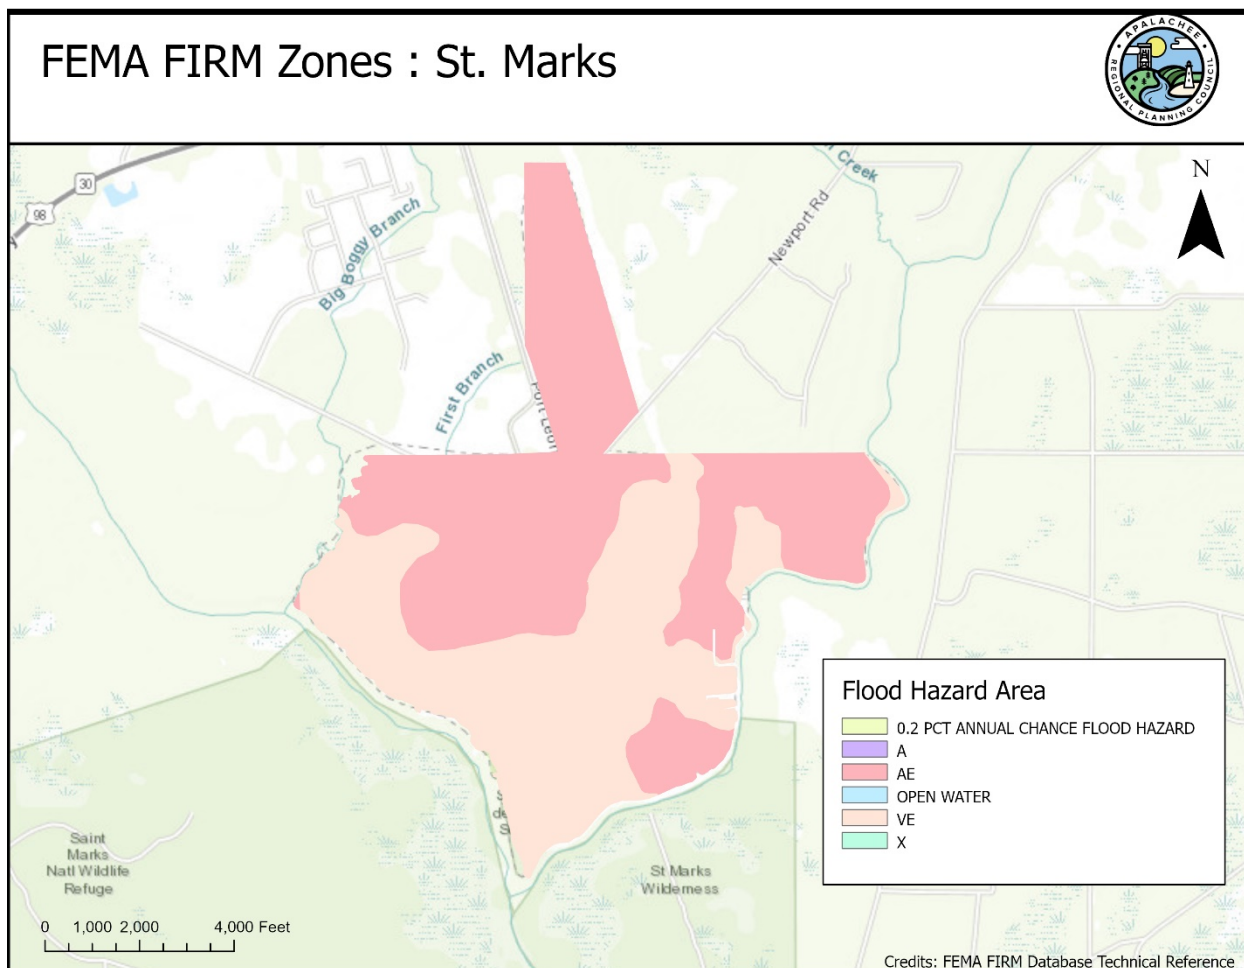 FEMA FIRM Zones : St. Marks
APALACHEE
REGIONAL PLANNING COUNCIL
30
98
Big Boggy Branch
First Branch
Creek
Newport Rd
N
Saint
Marks
Natl Wildlife
Refuge
St Marks
Wilderness
0 1,000 2,000 4,000 Feet
Flood Hazard Area
0.2 PCT ANNUAL CHANCE FLOOD HAZARD
A
AE
OPEN WATER
VE
X
Credits: FEMA FIRM Database Technical Reference